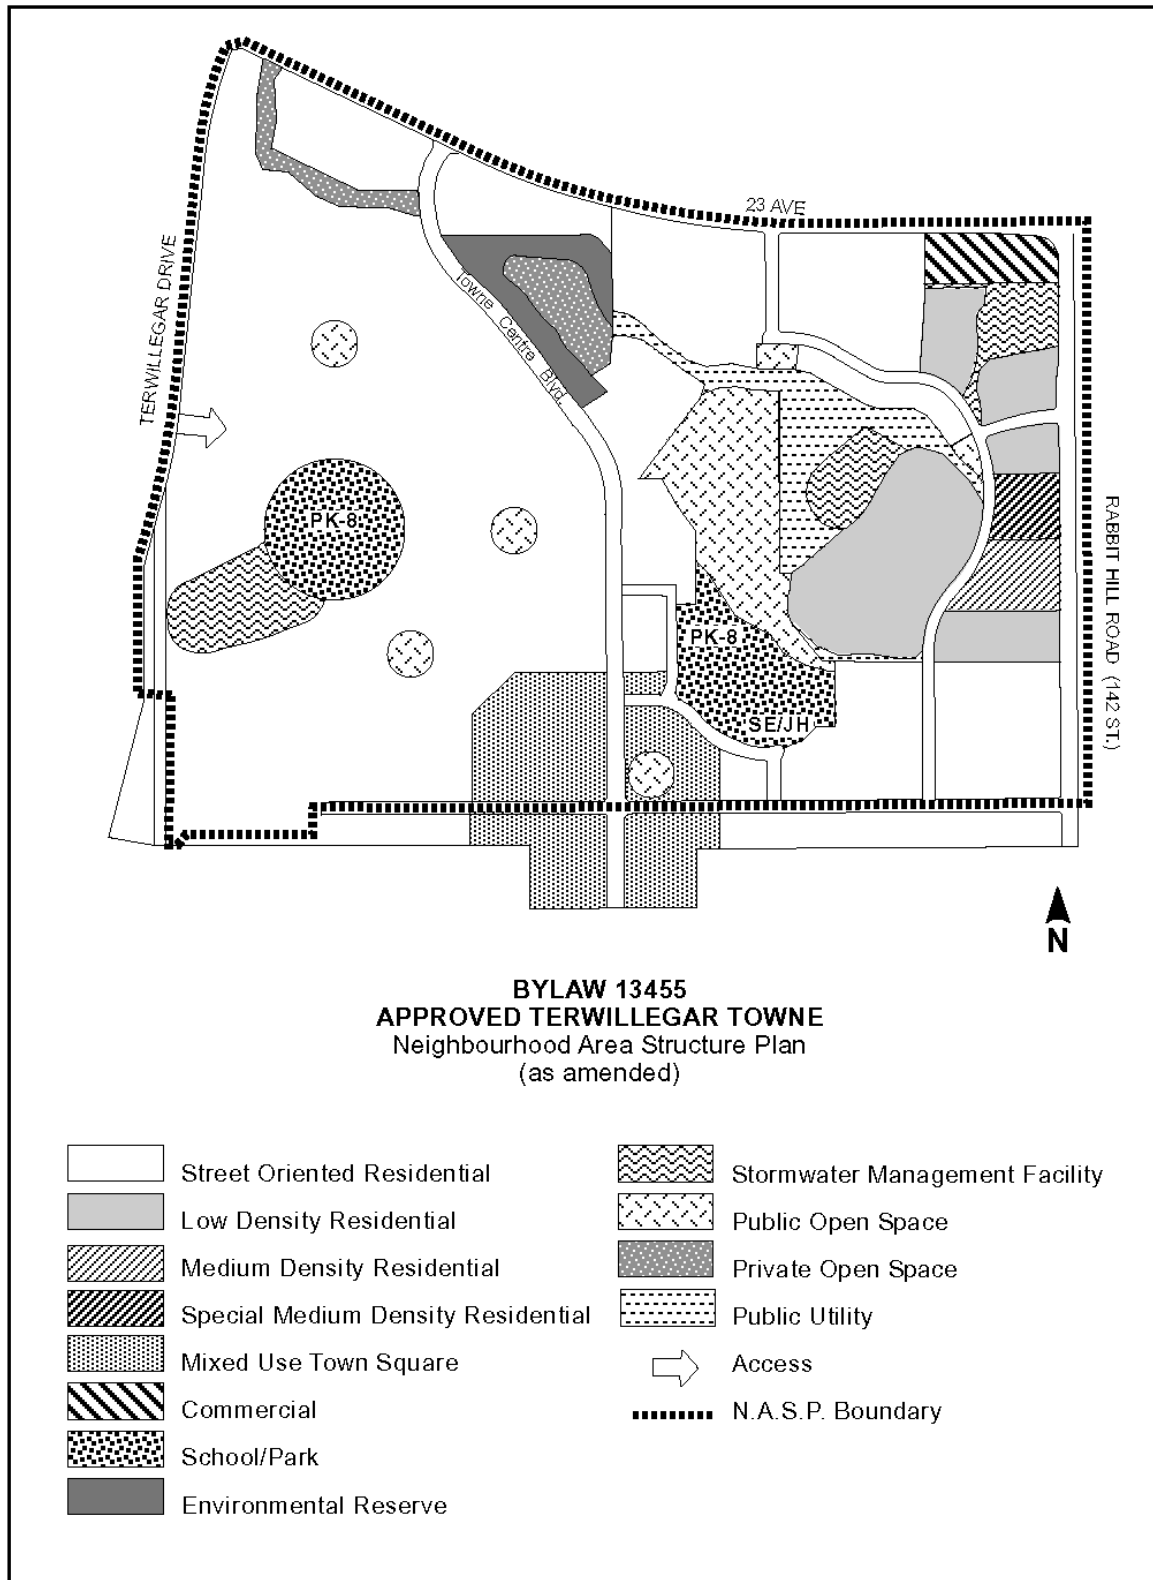 23 AVE
TERWILLEGAR DRIVE
Towne Centre Blvd.
PK-8
RABBIT HILL ROAD (142 ST.)
PK-8
SE/JH
N
BYLAW 13455
APPROVED TERWILLEGAR TOWNE
Neighbourhood Area Structure Plan
(as amended)
Street Oriented Residential
Low Density Residential
Medium Density Residential
Special Medium Density Residential
Mixed Use Town Square
Commercial
School/Park
Environmental Reserve
Stormwater Management Facility
Public Open Space
Private Open Space
Public Utility
Access
N.A.S.P. Boundary